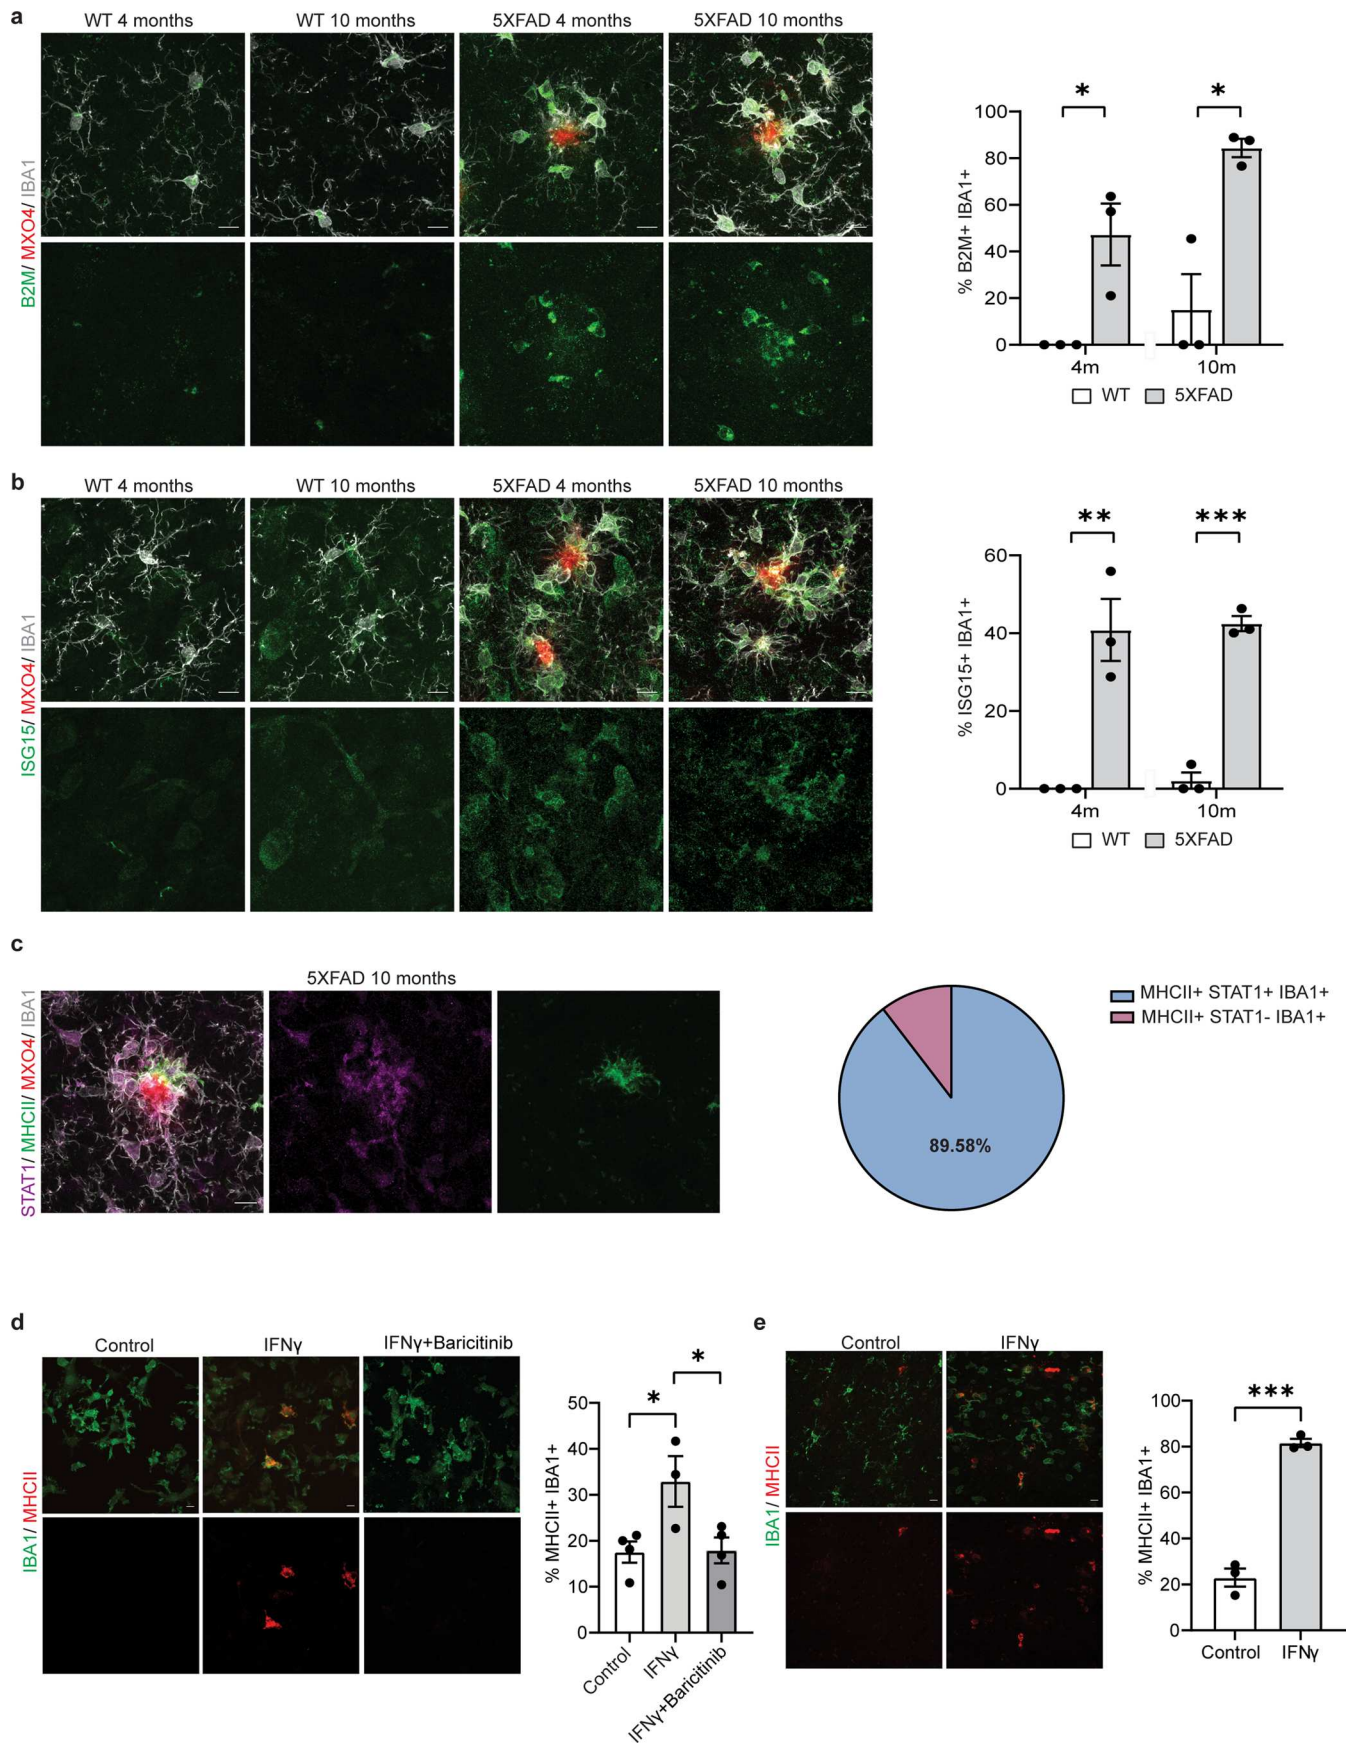 a
WT 4 months
WT 10 months
5XFAD 4 months
5XFAD 10 months
B2M/ MXO4/ IBA1
% B2M+ IBA1+
100
80
60
40
20
0
*
*
4m
10m
WT
5XFAD
b
WT 4 months
WT 10 months
5XFAD 4 months
5XFAD 10 months
ISG15/ MXO4/ IBA1
% ISG15+ IBA1+
60
40
20
0
**
***
4m
10m
WT
5XFAD
c
5XFAD 10 months
STAT1/ MHCII/ MXO4/ IBA1
89.58%
MHCII+ STAT1+ IBA1+
MHCII+ STAT1- IBA1+
d
Control
IFNγ
IFNγ+Baricitinib
IBA1/ MHCII
% MHCII+ IBA1+
50
40
30
20
10
0
*
*
Control
IFNγ
IFNγ+Baricitinib
e
Control
IFNγ
IBA1/ MHCII
% MHCII+ IBA1+
100
80
60
40
20
0
***
Control
IFNγ